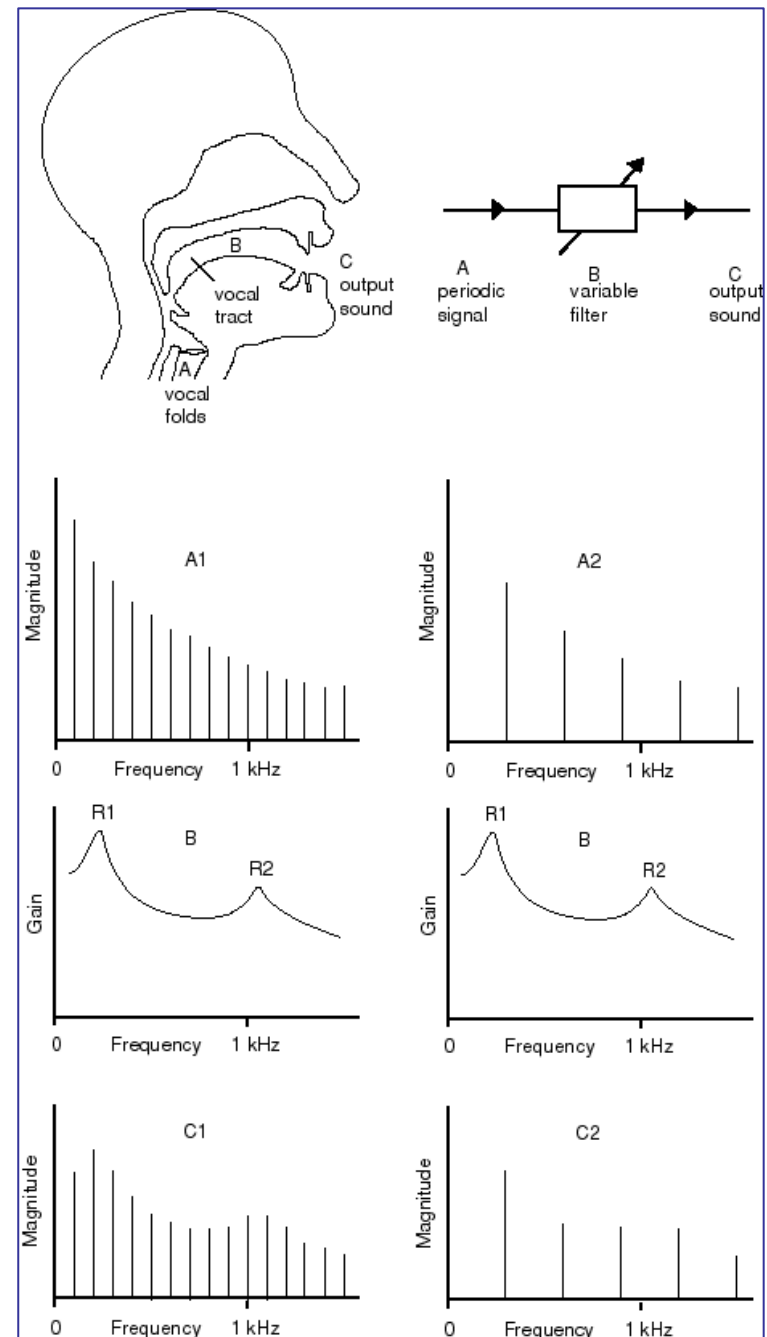 B
vocal
tract
C
output
sound
A
vocal
folds
A
periodic
signal
B
variable
filter
C
output
sound
Magnitude
A1
0 Frequency 1 kHz
Magnitude
A2
0 Frequency 1 kHz
Gain
R1
B
R2
0 Frequency 1 kHz
Gain
R1
B
R2
0 Frequency 1 kHz
Magnitude
C1
0 Frequency 1 kHz
Magnitude
C2
0 Frequency 1 kHz